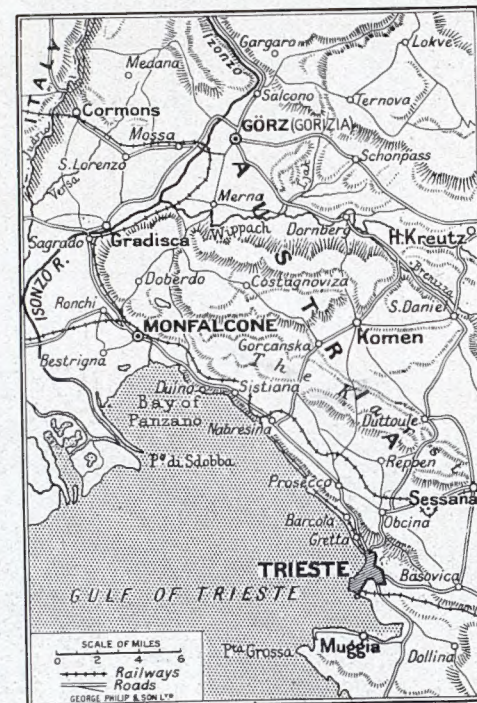 ITALY
Izonzo
Gargaro
Lokve
Medana
Salcono
Ternova
Cormons
Mossa
GÖRZ (GORIZIA)
S. Lorenzo
Schonpass
Versa
Merna
Gradisca
Wippach
Dornberg
H. Kreutz
Sagrado
AUSTRIA
ISONZO R.
Doberdo
Costagnoviza
S. Daniel
Ronchi
MONFALCONE
Komen
Gorcanska
Bestrigna
The Karst
Duino
Sistiana
Bay of
Panzano
Nabresina
Duttoule
Pta. di Sdobba
Reppen
Prosecco
Sessana
Barcola
Obcina
Gretta
TRIESTE
Basovica
GULF OF TRIESTE
Pta Grossa
Muggia
Dollina
SCALE OF MILES
0 2 4 6
Railways
Roads
GEORGE PHILIP & SON LTD